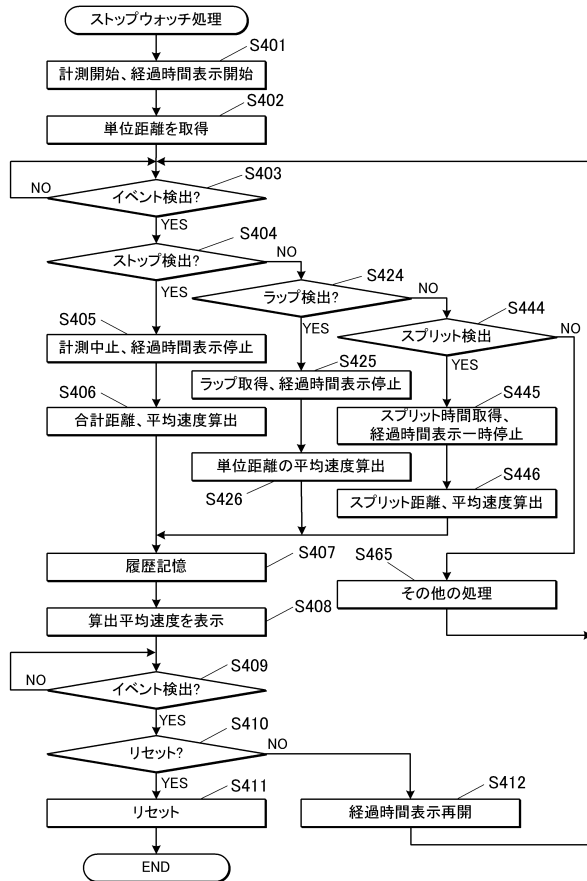 ストップウォッチ処理
S401
計測開始、経過時間表示開始
S402
単位距離を取得
S403
イベント検出?
NO
YES
S404
ストップ検出?
NO
YES
S424
ラップ検出?
NO
YES
S444
スプリット検出
NO
YES
S405
計測中止、経過時間表示停止
S425
ラップ取得、経過時間表示停止
S445
スプリット時間取得、
経過時間表示一時停止
S406
合計距離、平均速度算出
単位距離の平均速度算出
S426
S446
スプリット距離、平均速度算出
履歴記憶
S407
S465
その他の処理
算出平均速度を表示
S408
S409
イベント検出?
NO
YES
S410
リセット?
NO
YES
S411
リセット
S412
経過時間表示再開
END